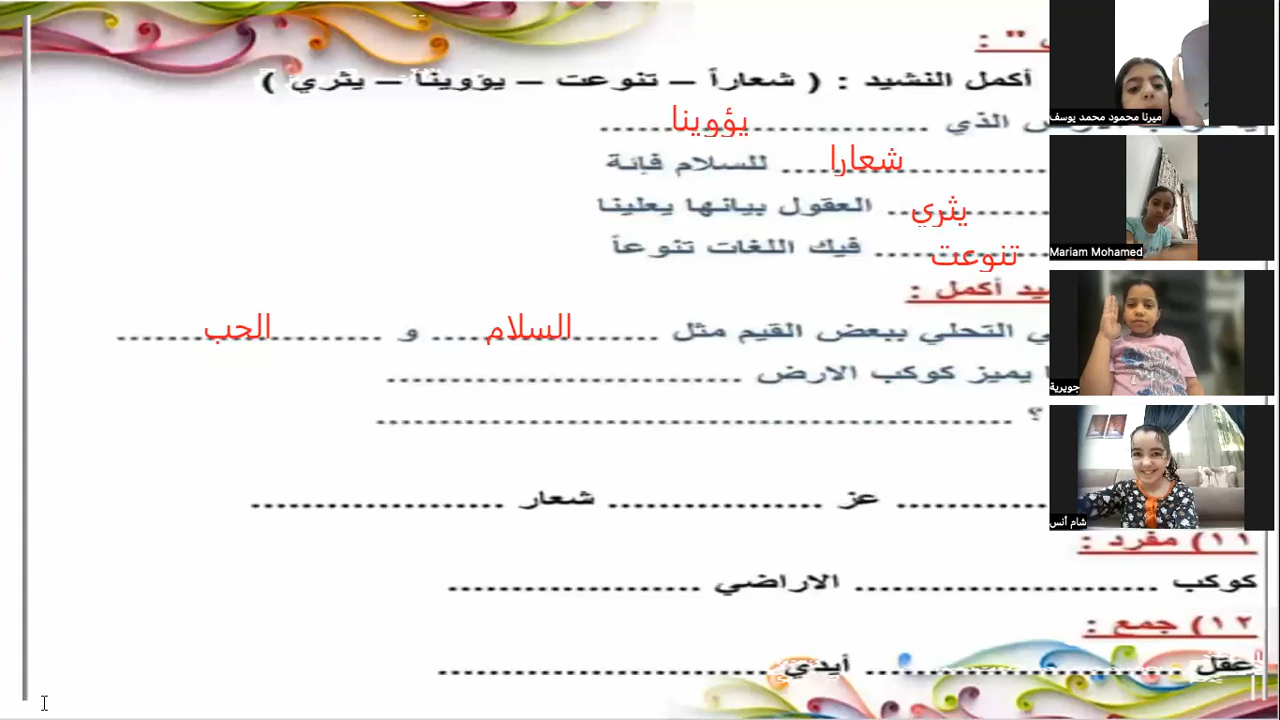 " :
أكمل النشيد : ( شعاراً – تنوعت – يؤوينا – يثري )
الذي ........ يؤوينا ........
........ شعارا ........ للسلام فإنة
........ يثري ........ العقول بيانها يعلينا
........ تنوعت ........ فيك اللغات تنوعاً
أكمل :
التحلي ببعض القيم مثل ........ السلام ........ و ........ الحب ........
يميز كوكب الارض ........................
؟ ........................
................ عز ................ شعار ................
١١) مفرد :
كوكب ................ الاراضي ................
١٢) جمع :
عقل ................ أيدي ................
ميرنا محمود محمد يوسف
Mariam Mohamed
جويرية
شام أنس